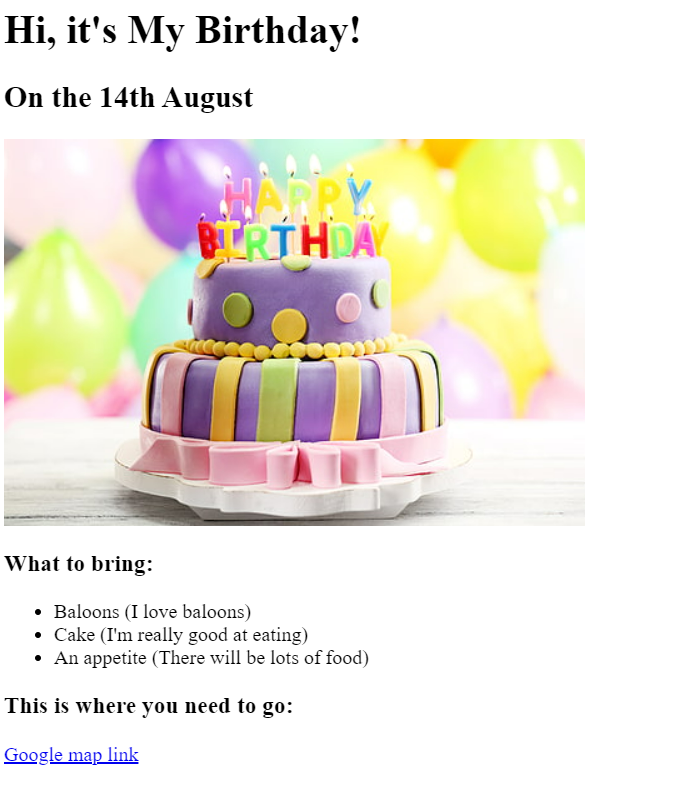 Hi, it's My Birthday!
On the 14th August
HAPPY
BIRTHDAY
What to bring:
Baloons (I love baloons)
Cake (I'm really good at eating)
An appetite (There will be lots of food)
This is where you need to go:
Google map link